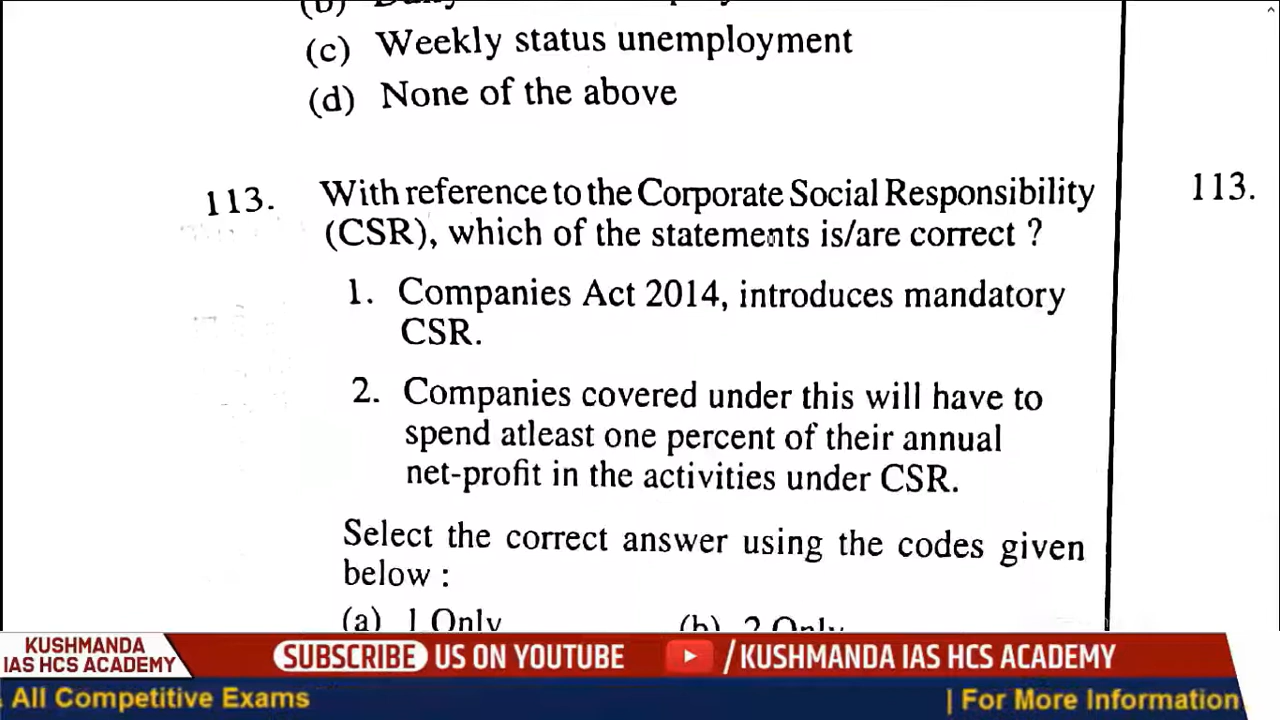 (c) Weekly status unemployment
(d) None of the above
113. With reference to the Corporate Social Responsibility
(CSR), which of the statements is/are correct ?
1. Companies Act 2014, introduces mandatory
CSR.
2. Companies covered under this will have to
spend atleast one percent of their annual
net-profit in the activities under CSR.
Select the correct answer using the codes given
below :
(a) 1 Only (b) 2 Only
113.
KUSHMANDA
IAS HCS ACADEMY
SUBSCRIBE US ON YOUTUBE /KUSHMANDA IAS HCS ACADEMY
All Competitive Exams | For More Information